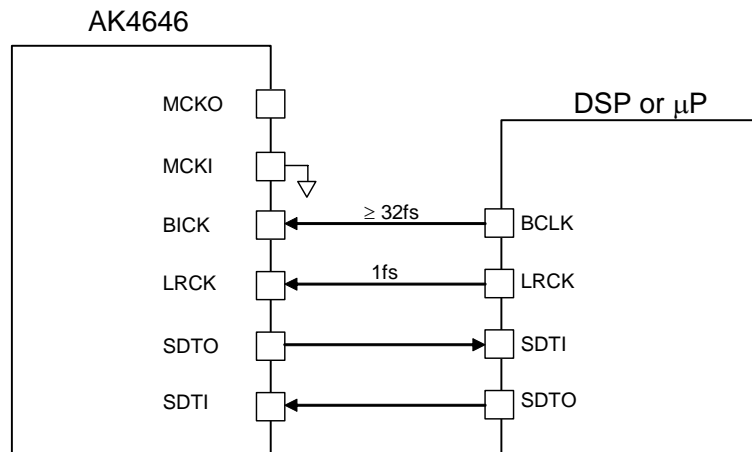 AK4646
DSP or μP
MCKO
MCKI
BICK
≥ 32fs
BCLK
LRCK
1fs
LRCK
SDTO
SDTI
SDTI
SDTO